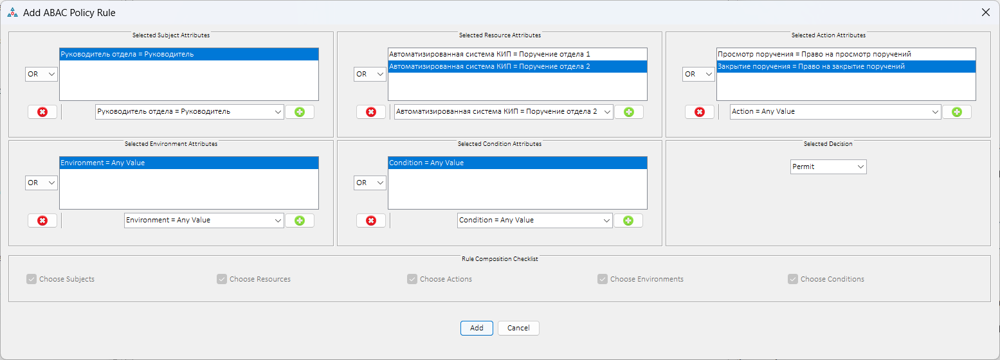 Add ABAC Policy Rule
Selected Subject Attributes
OR
Руководитель отдела = Руководитель
Руководитель отдела = Руководитель
Selected Resource Attributes
OR
Автоматизированная система КИП = Поручение отдела 1
Автоматизированная система КИП = Поручение отдела 2
Автоматизированная система КИП = Поручение отдела 2
Selected Action Attributes
OR
Просмотр поручения = Право на просмотр поручений
Закрытие поручения = Право на закрытие поручений
Action = Any Value
Selected Environment Attributes
OR
Environment = Any Value
Environment = Any Value
Selected Condition Attributes
OR
Condition = Any Value
Condition = Any Value
Selected Decision
Permit
Rule Composition Checklist
Choose Subjects
Choose Resources
Choose Actions
Choose Environments
Choose Conditions
Add
Cancel